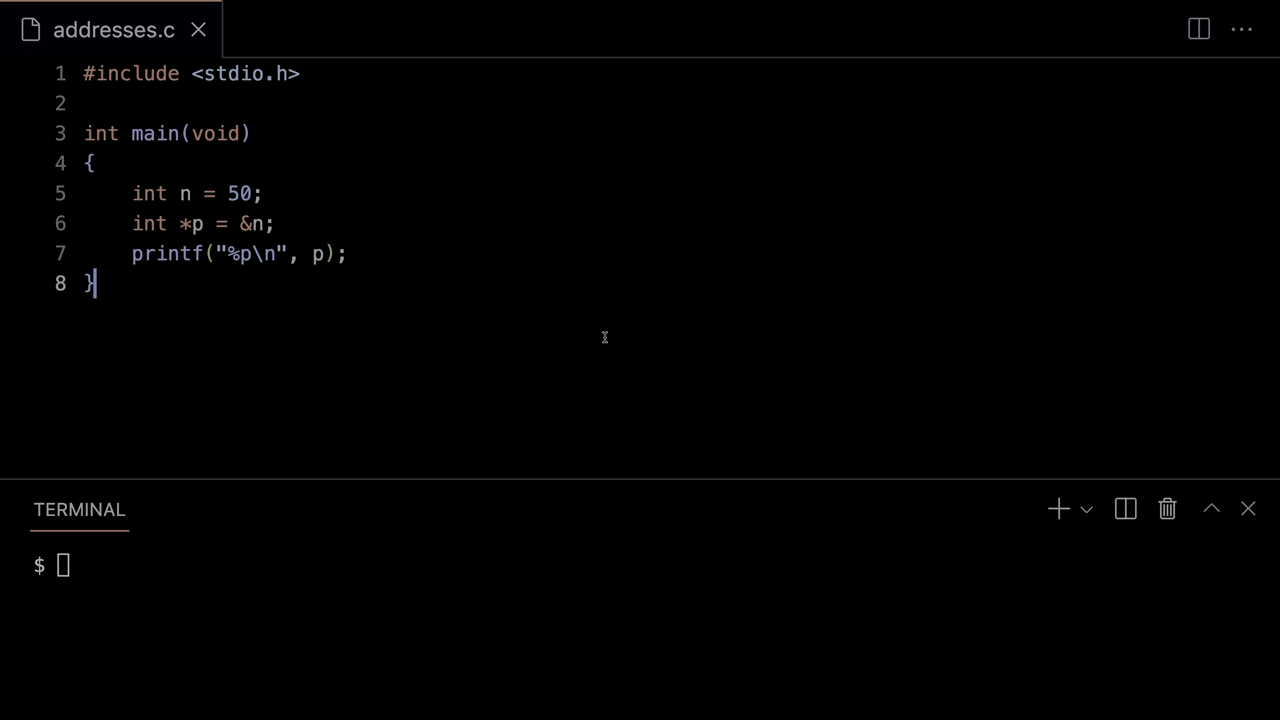 addresses.c
1 #include <stdio.h>
2
3 int main(void)
4 {
5     int n = 50;
6     int *p = &n;
7     printf("%p\n", p);
8 }
TERMINAL
$